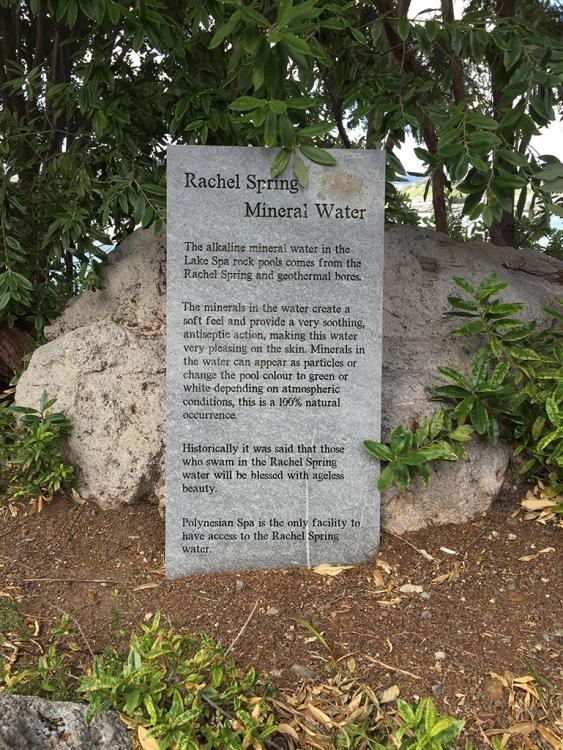 Rachel Spring
Mineral Water
The alkaline mineral water in the
Lake Spa rock pools comes from the
Rachel Spring and geothermal bores.
The minerals in the water create a
soft feel and provide a very soothing,
antiseptic action, making this water
very pleasing on the skin. Minerals in
the water can appear as particles or
change the pool colour to green or
white depending on atmospheric
conditions, this is a 100% natural
occurrence.
Historically it was said that those
who swam in the Rachel Spring
water will be blessed with ageless
beauty.
Polynesian Spa is the only facility to
have access to the Rachel Spring
water.